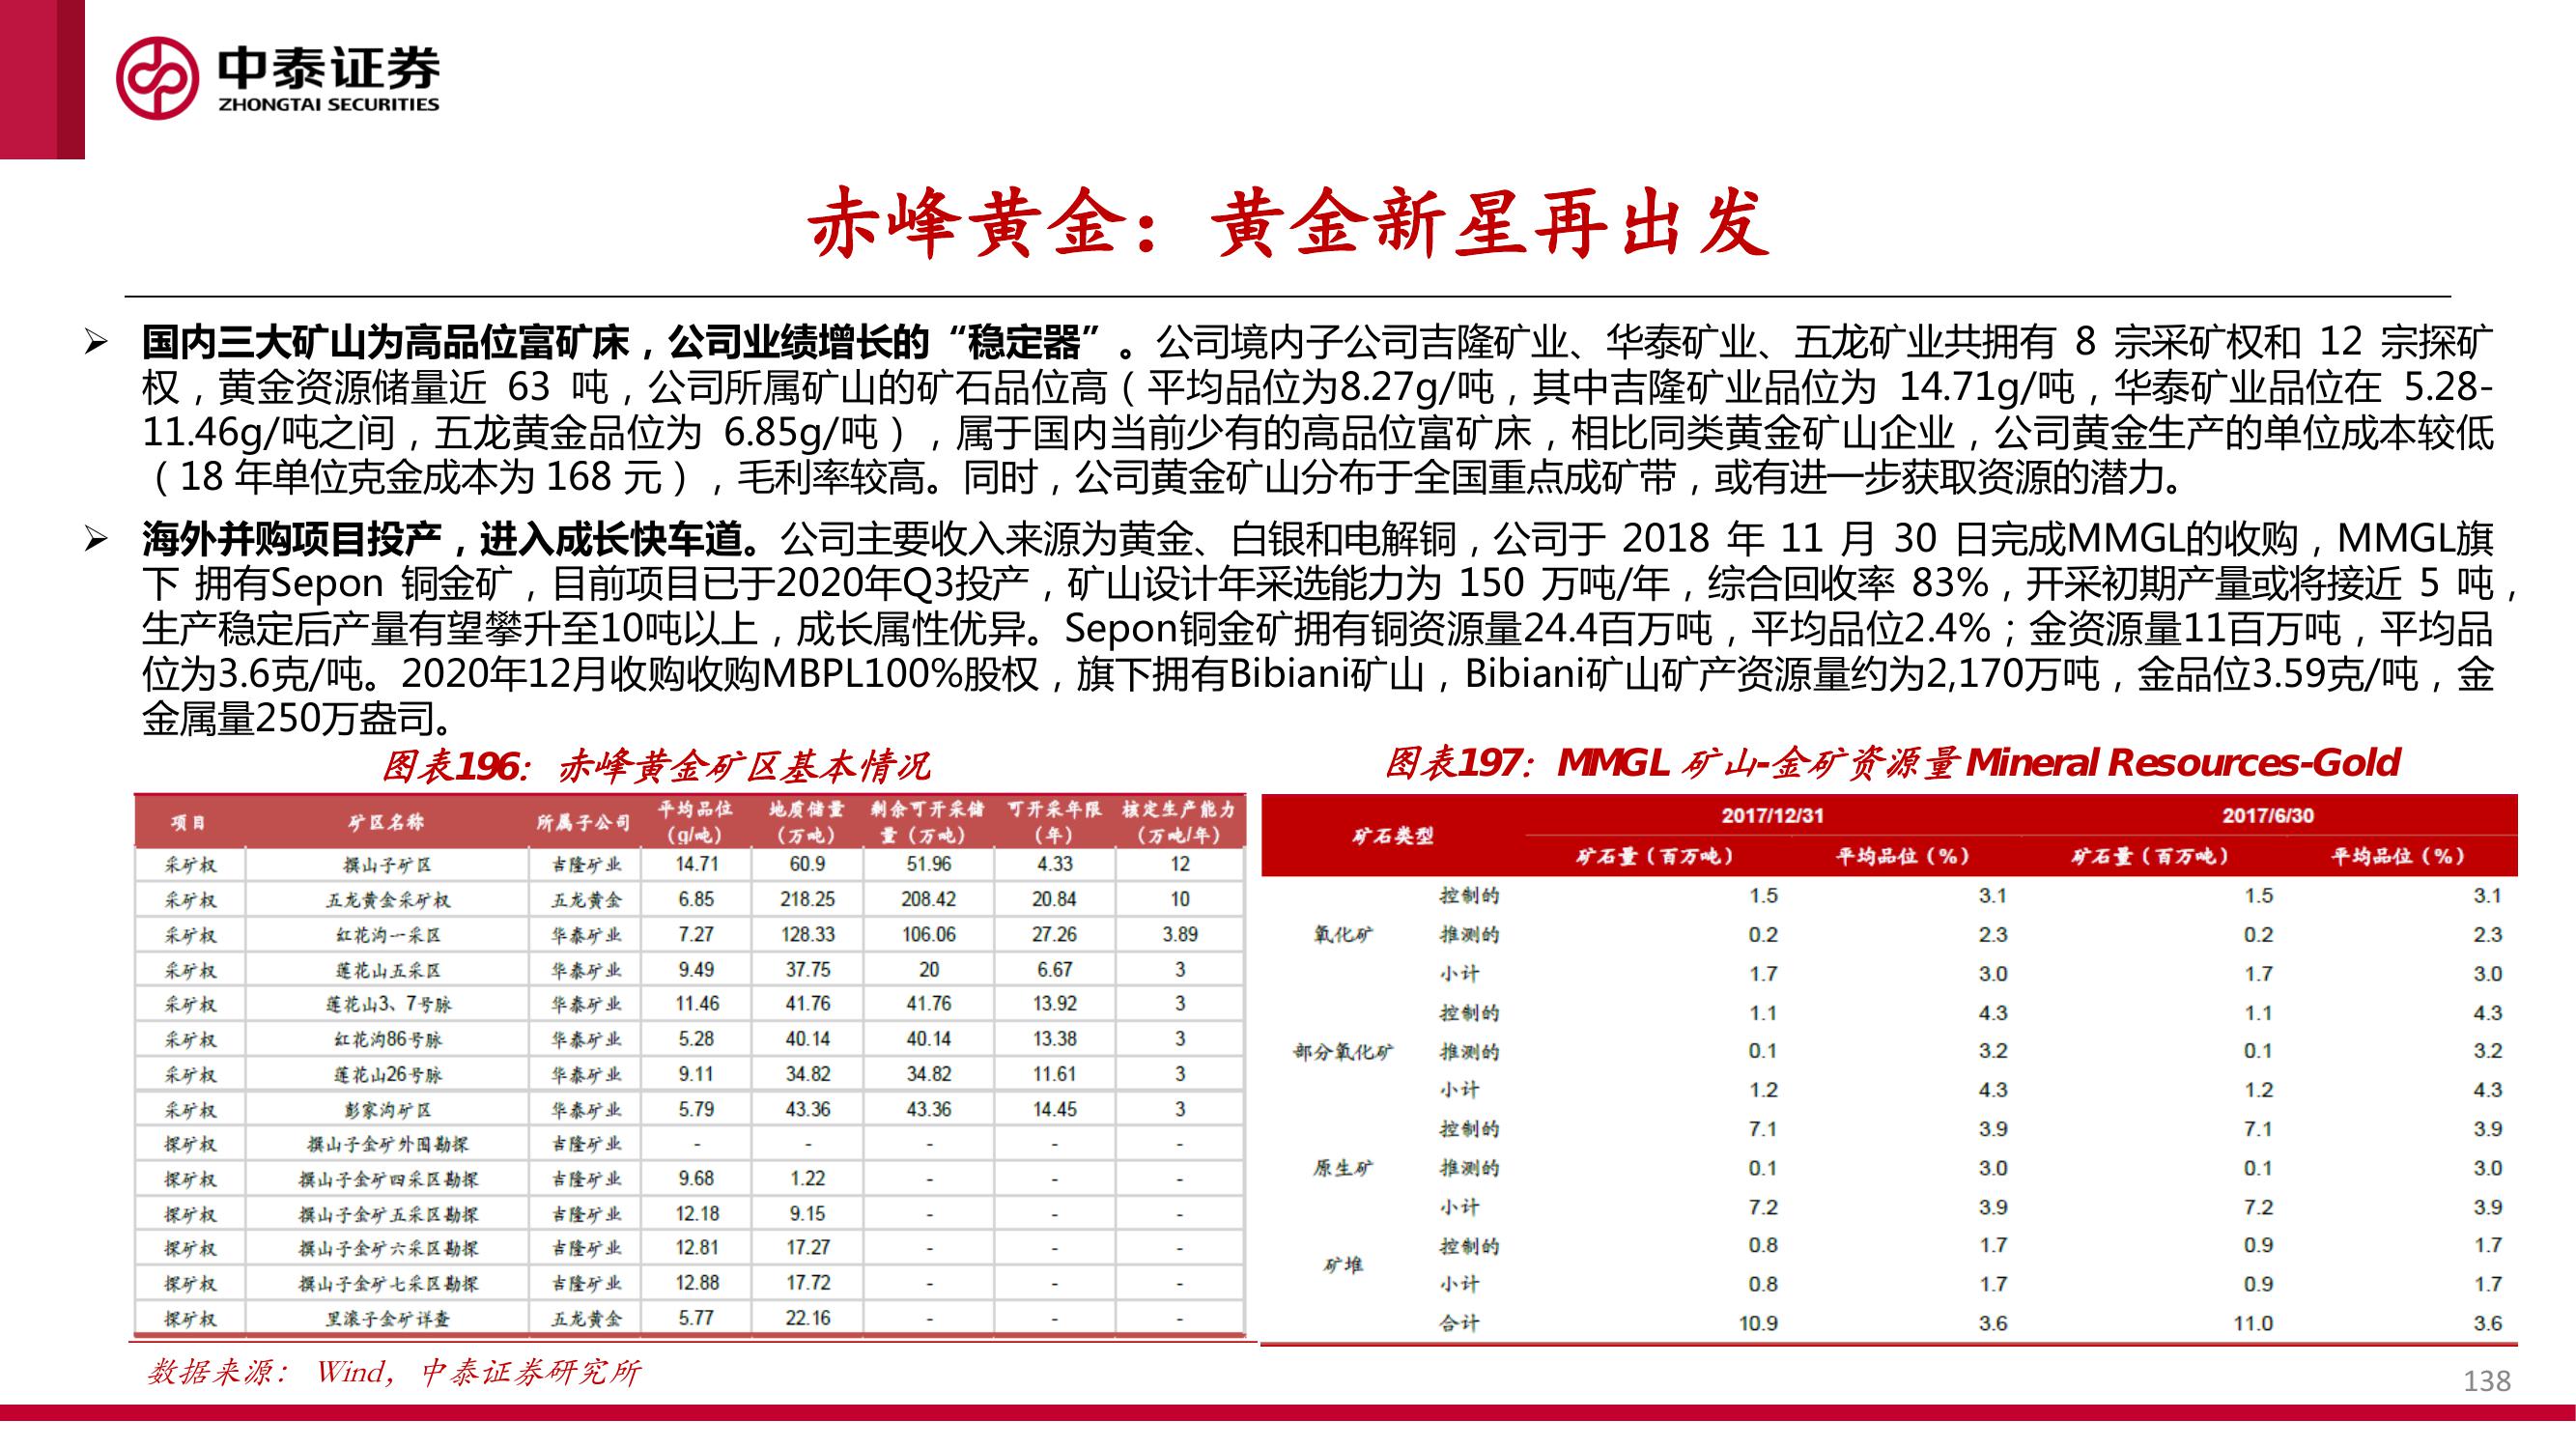 中泰证券
ZHONGTAI SECURITIES
赤峰黄金：黄金新星再出发
➢ 国内三大矿山为高品位富矿床，公司业绩增长的“稳定器”。公司境内子公司吉隆矿业、华泰矿业、五龙矿业共拥有 8 宗采矿权和 12 宗探矿
权，黄金资源储量近 63 吨，公司所属矿山的矿石品位高（平均品位为8.27g/吨，其中吉隆矿业品位为 14.71g/吨，华泰矿业品位在 5.28-
11.46g/吨之间，五龙黄金品位为 6.85g/吨），属于国内当前少有的高品位富矿床，相比同类黄金矿山企业，公司黄金生产的单位成本较低
（18 年单位克金成本为 168 元），毛利率较高。同时，公司黄金矿山分布于全国重点成矿带，或有进一步获取资源的潜力。
➢ 海外并购项目投产，进入成长快车道。公司主要收入来源为黄金、白银和电解铜，公司于 2018 年 11 月 30 日完成MMGL的收购，MMGL旗
下 拥有Sepon 铜金矿，目前项目已于2020年Q3投产，矿山设计年采选能力为 150 万吨/年，综合回收率 83%，开采初期产量或将接近 5 吨，
生产稳定后产量有望攀升至10吨以上，成长属性优异。Sepon铜金矿拥有铜资源量24.4百万吨，平均品位2.4%；金资源量11百万吨，平均品
位为3.6克/吨。2020年12月收购收购MBPL100%股权，旗下拥有Bibiani矿山，Bibiani矿山矿产资源量约为2,170万吨，金品位3.59克/吨，金
金属量250万盎司。
图表196：赤峰黄金矿区基本情况
项目 矿区名称 所属子公司 平均品位（g/吨） 地质储量（万吨） 剩余可开采储量（万吨） 可开采年限（年） 核定生产能力（万吨/年）
采矿权 撰山子矿区 吉隆矿业 14.71 60.9 51.96 4.33 12
采矿权 五龙黄金采矿权 五龙黄金 6.85 218.25 208.42 20.84 10
采矿权 红花沟一采区 华泰矿业 7.27 128.33 106.06 27.26 3.89
采矿权 莲花山五采区 华泰矿业 9.49 37.75 20 6.67 3
采矿权 莲花山3、7号脉 华泰矿业 11.46 41.76 41.76 13.92 3
采矿权 红花沟86号脉 华泰矿业 5.28 40.14 40.14 13.38 3
采矿权 莲花山26号脉 华泰矿业 9.11 34.82 34.82 11.61 3
采矿权 彭家沟矿区 华泰矿业 5.79 43.36 43.36 14.45 3
探矿权 撰山子金矿外围勘探 吉隆矿业 - - - - -
探矿权 撰山子金矿四采区勘探 吉隆矿业 9.68 1.22 - - -
探矿权 撰山子金矿五采区勘探 吉隆矿业 12.18 9.15 - - -
探矿权 撰山子金矿六采区勘探 吉隆矿业 12.81 17.27 - - -
探矿权 撰山子金矿七采区勘探 吉隆矿业 12.88 17.72 - - -
探矿权 里滚子金矿详查 五龙黄金 5.77 22.16 - - -
图表197：MMGL 矿山-金矿资源量Mineral Resources-Gold
矿石类型 2017/12/31 2017/6/30
矿石量（百万吨） 平均品位（%） 矿石量（百万吨） 平均品位（%）
控制的 1.5 3.1 1.5 3.1
氧化矿 推测的 0.2 2.3 0.2 2.3
小计 1.7 3.0 1.7 3.0
控制的 1.1 4.3 1.1 4.3
部分氧化矿 推测的 0.1 3.2 0.1 3.2
小计 1.2 4.3 1.2 4.3
控制的 7.1 3.9 7.1 3.9
原生矿 推测的 0.1 3.0 0.1 3.0
小计 7.2 3.9 7.2 3.9
矿堆 控制的 0.8 1.7 0.9 1.7
小计 0.8 1.7 0.9 1.7
合计 10.9 3.6 11.0 3.6
数据来源： Wind，中泰证券研究所
138